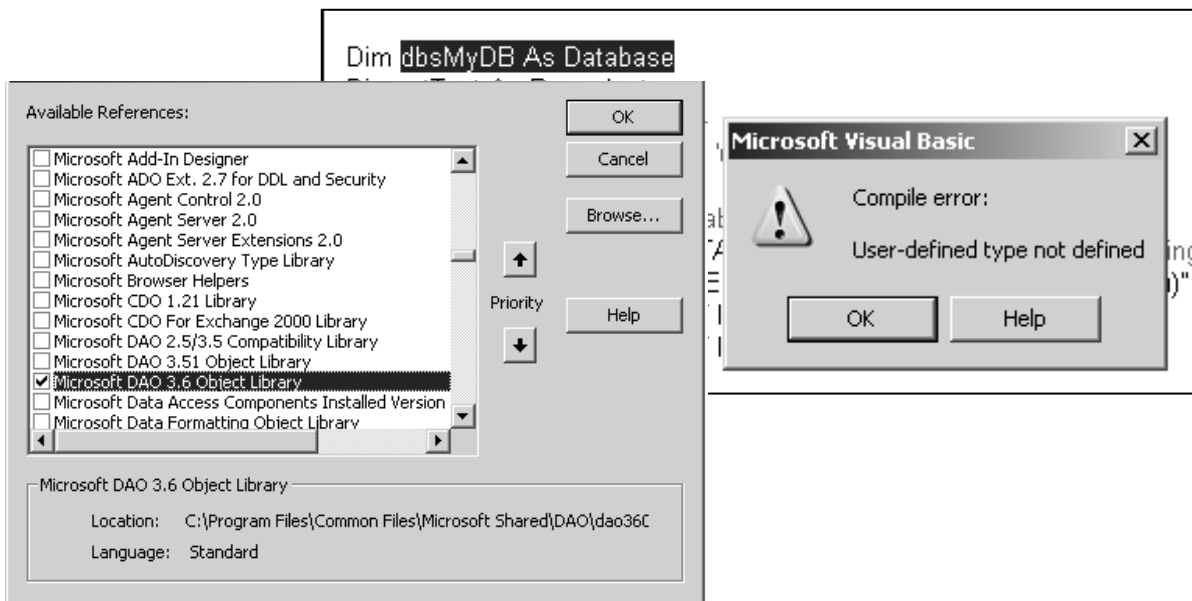 Dim dbsMyDB As Database
Available References:
OK
Cancel
Browse...
Priority
Help
Microsoft Add-In Designer
Microsoft ADO Ext. 2.7 for DDL and Security
Microsoft Agent Control 2.0
Microsoft Agent Server 2.0
Microsoft Agent Server Extensions 2.0
Microsoft AutoDiscovery Type Library
Microsoft Browser Helpers
Microsoft CDO 1.21 Library
Microsoft CDO For Exchange 2000 Library
Microsoft DAO 2.5/3.5 Compatibility Library
Microsoft DAO 3.51 Object Library
Microsoft DAO 3.6 Object Library
Microsoft Data Access Components Installed Version
Microsoft Data Formatting Object Library
Microsoft DAO 3.6 Object Library
Location: C:\Program Files\Common Files\Microsoft Shared\DAO\dao360
Language: Standard
Microsoft Visual Basic
Compile error:
User-defined type not defined
OK
Help